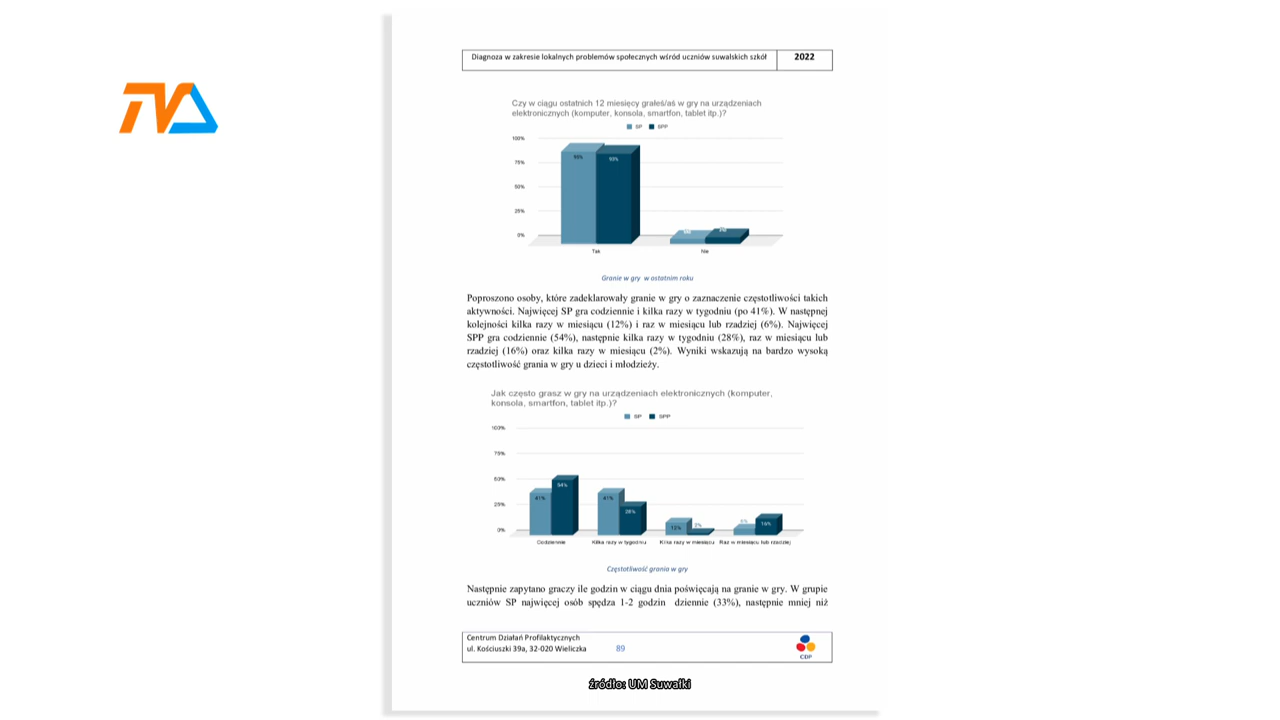 TVA
Diagnoza w zakresie lokalnych problemów społecznych wśród uczniów suwalskich szkół 2022
Czy w ciągu ostatnich 12 miesięcy grałeś/aś w gry na urządzeniach
elektronicznych (komputer, konsola, smartfon, tablet itp.)?
SP SPP
100%
75%
50%
25%
0%
93%
Tak Nie
Granie w gry w ostatnim roku
Poproszono osoby, które zadeklarowały granie w gry o zaznaczenie częstotliwości takich
aktywności. Najwięcej SP gra codziennie i kilka razy w tygodniu (po 41%). W następnej
kolejności kilka razy w miesiącu (12%) i raz w miesiącu lub rzadziej (6%). Najwięcej
SPP gra codziennie (54%), następnie kilka razy w tygodniu (28%), raz w miesiącu lub
rzadziej (16%) oraz kilka razy w miesiącu (2%). Wyniki wskazują na bardzo wysoką
częstotliwość grania w gry u dzieci i młodzieży.
Jak często grasz w gry na urządzeniach elektronicznych (komputer,
konsola, smartfon, tablet itp.)?
SP SPP
100%
75%
50%
25%
0%
41% 54% 41% 28% 12% 2% 6% 16%
Codziennie Kilka razy w tygodniu Kilka razy w miesiącu Raz w miesiącu lub rzadziej
Częstotliwość grania w gry
Następnie zapytano graczy ile godzin w ciągu dnia poświęcają na granie w gry. W grupie
uczniów SP najwięcej osób spędza 1-2 godzin dziennie (33%), następnie mniej niż
Centrum Działań Profilaktycznych
ul. Kościuszki 39a, 32-020 Wieliczka 89
CDP
źródło: UM Suwałki